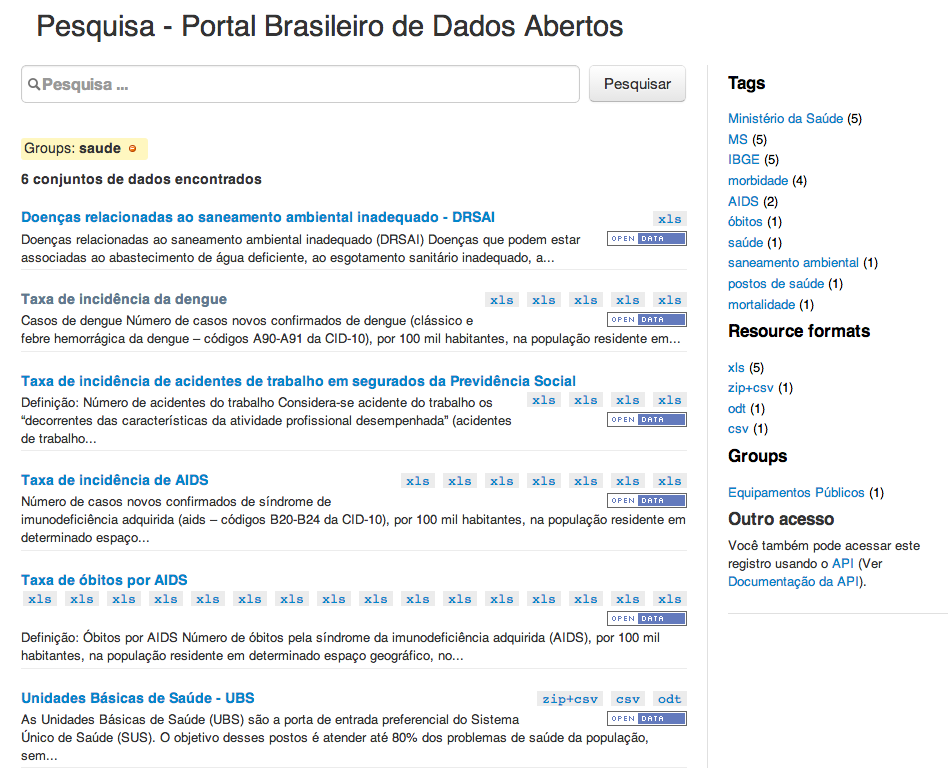 Pesquisa - Portal Brasileiro de Dados Abertos
Pesquisa ...
Pesquisar
Groups: saude
6 conjuntos de dados encontrados
Doenças relacionadas ao saneamento ambiental inadequado - DRSAI
xls
OPEN DATA
Doenças relacionadas ao saneamento ambiental inadequado (DRSAI) Doenças que podem estar
associadas ao abastecimento de água deficiente, ao esgotamento sanitário inadequado, a...
Taxa de incidência da dengue
xls xls xls xls xls
OPEN DATA
Casos de dengue Número de casos novos confirmados de dengue (clássico e
febre hemorrágica da dengue – códigos A90-A91 da CID-10), por 100 mil habitantes, na população residente em...
Taxa de incidência de acidentes de trabalho em segurados da Previdência Social
xls xls xls xls
OPEN DATA
Definição: Número de acidentes do trabalho Considera-se acidente do trabalho os
“decorrentes das características da atividade profissional desempenhada” (acidentes
de trabalho...
Taxa de incidência de AIDS
xls xls xls xls xls xls xls
OPEN DATA
Número de casos novos confirmados de síndrome de
imunodeficiência adquirida (aids – códigos B20-B24 da CID-10), por 100 mil habitantes, na população residente em
determinado espaço...
Taxa de óbitos por AIDS
xls xls xls xls xls xls xls xls xls xls xls xls xls xls xls xls
OPEN DATA
Definição: Óbitos por AIDS Número de óbitos pela síndrome da imunodeficiência adquirida (AIDS), por 100 mil
habitantes, na população residente em determinado espaço geográfico, no...
Unidades Básicas de Saúde - UBS
zip+csv csv odt
OPEN DATA
As Unidades Básicas de Saúde (UBS) são a porta de entrada preferencial do Sistema
Único de Saúde (SUS). O objetivo desses postos é atender até 80% dos problemas de saúde da população,
sem...
Tags
Ministério da Saúde (5)
MS (5)
IBGE (5)
morbidade (4)
AIDS (2)
óbitos (1)
saúde (1)
saneamento ambiental (1)
postos de saúde (1)
mortalidade (1)
Resource formats
xls (5)
zip+csv (1)
odt (1)
csv (1)
Groups
Equipamentos Públicos (1)
Outro acesso
Você também pode acessar este
registro usando o API (Ver
Documentação da API).